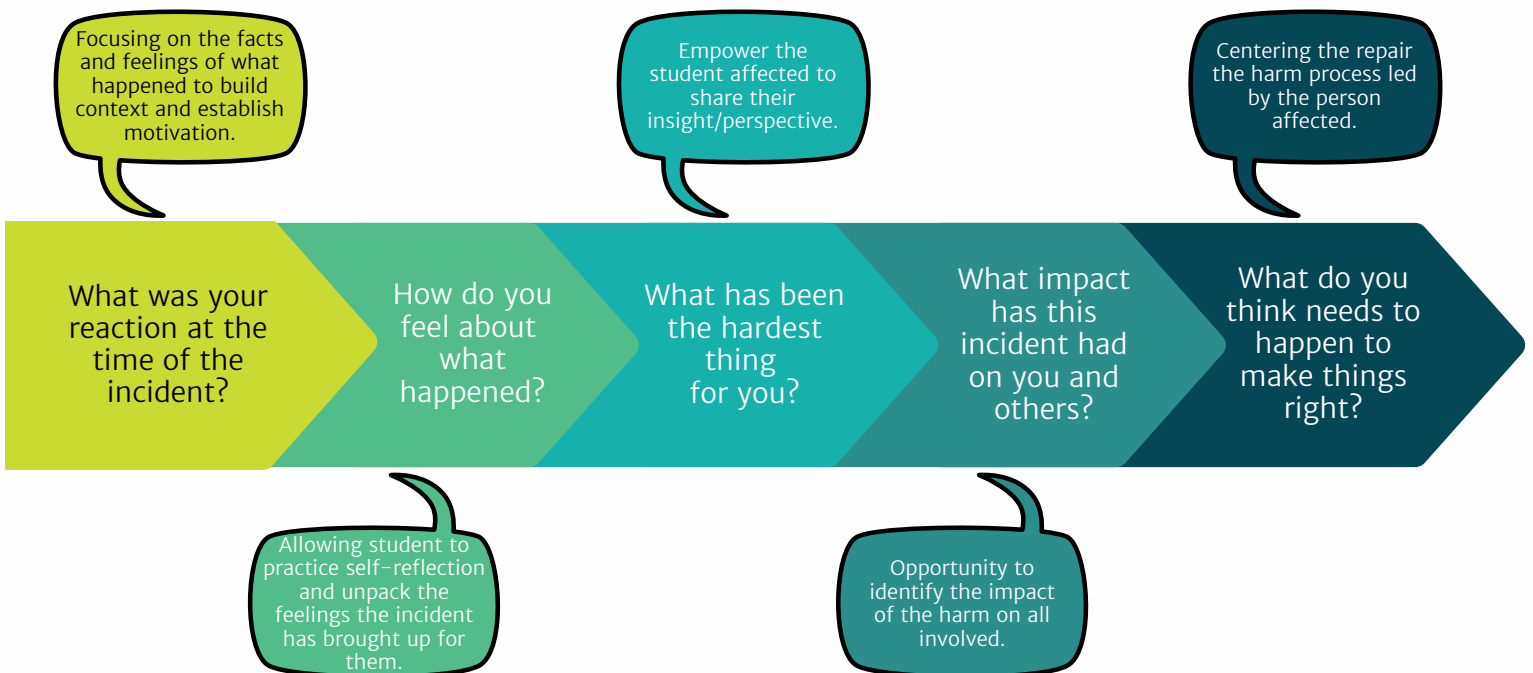 Focusing on the facts
and feelings of what
happened to build
context and establish
motivation.
Empower the
student affected to
share their
insight/perspective.
Centering the repair
the harm process led
by the person
affected.
What was your
reaction at the
time of the
incident?
How do you
feel about
what
happened?
What has been
the hardest
thing
for you?
What impact
has this
incident had
on you and
others?
What do you
think needs to
happen to
make things
right?
Allowing student to
practice self-reflection
and unpack the
feelings the incident
has brought up for
them.
Opportunity to
identify the impact
of the harm on all
involved.